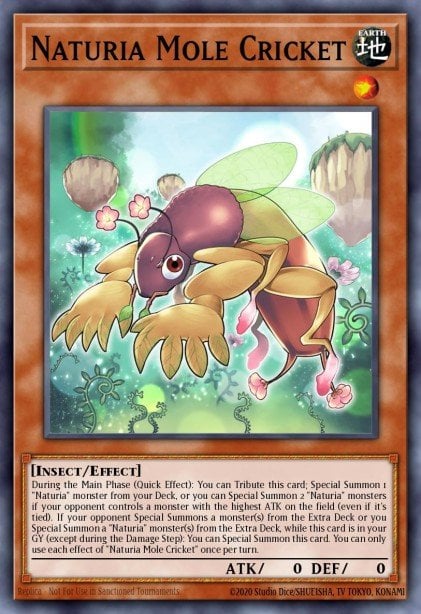 NATURIA MOLE CRICKET
EARTH
地
[INSECT/EFFECT]
During the Main Phase (Quick Effect): You can Tribute this card; Special Summon 1
"Naturia" monster from your Deck, or you can Special Summon 2 "Naturia" monsters
if your opponent controls a monster with the highest ATK on the field (even if it's
tied). If your opponent Special Summons a monster(s) from the Extra Deck or you
Special Summon a "Naturia" monster(s) from the Extra Deck, while this card is in your
GY (except during the Damage Step): You can Special Summon this card. You can only
use each effect of "Naturia Mole Cricket" once per turn.
ATK/ 0 DEF/ 0
Replica - Not For Use in Sanctioned Tournaments
©2020 Studio Dice/SHUEISHA, TV TOKYO, KONAMI